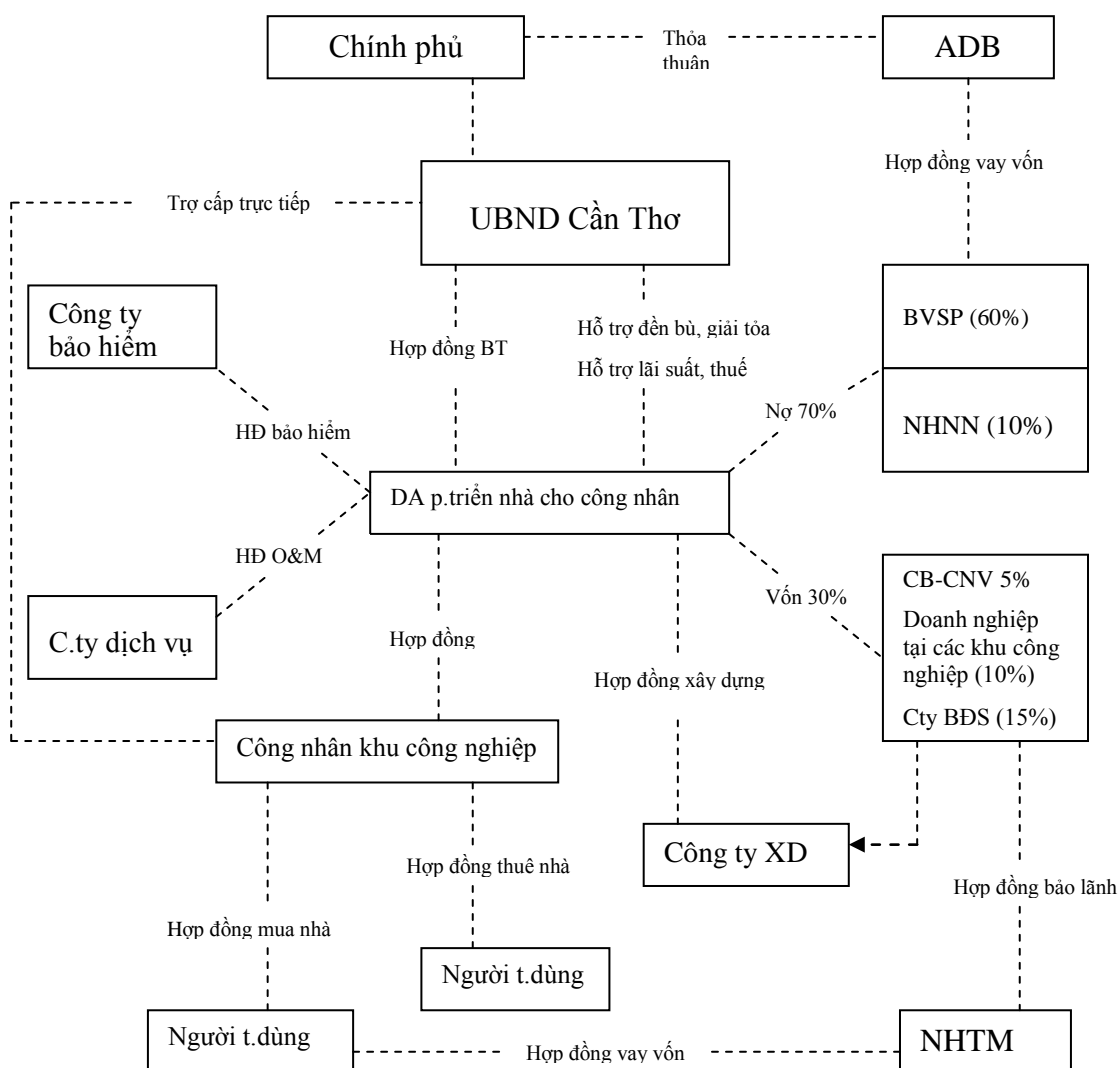 Chính phủ
Thỏa
thuân
ADB
Hợp đồng vay vốn
Trợ cấp trực tiếp
UBND Cần Thơ
Công ty
bảo hiểm
BVSP (60%)
Hỗ trợ đền bù, giải tỏa
Hợp đồng BT
Hỗ trợ lãi suất, thuế
Nợ 70%
NHNN (10%)
HĐ bảo hiểm
DA p.triển nhà cho công nhân
HĐ O&M
CB-CNV 5%
Vốn 30%
Doanh nghiệp
tại các khu công
nghiệp (10%)
C.ty dịch vụ
Hợp đồng
Hợp đồng xây dựng
Cty BĐS (15%)
Công nhân khu công nghiệp
Công ty XD
Hợp đồng thuê nhà
Hợp đồng bảo lãnh
Hợp đồng mua nhà
Người t.dùng
Người t.dùng
Hợp đồng vay vốn
NHTM